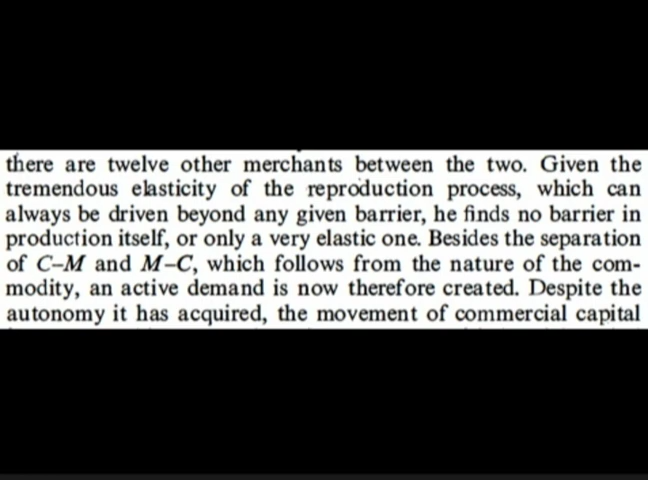 there are twelve other merchants between the two. Given the
tremendous elasticity of the reproduction process, which can
always be driven beyond any given barrier, he finds no barrier in
production itself, or only a very elastic one. Besides the separation
of C–M and M–C, which follows from the nature of the com-
modity, an active demand is now therefore created. Despite the
autonomy it has acquired, the movement of commercial capital